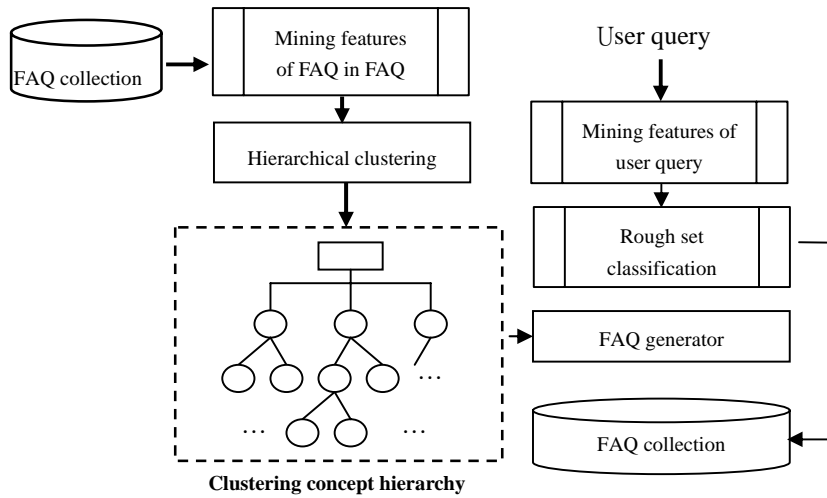 FAQ collection
Mining features
of FAQ in FAQ
Hierarchical clustering
User query
Mining features of
user query
Rough set
classification
FAQ generator
FAQ collection
…
…
…
Clustering concept hierarchy